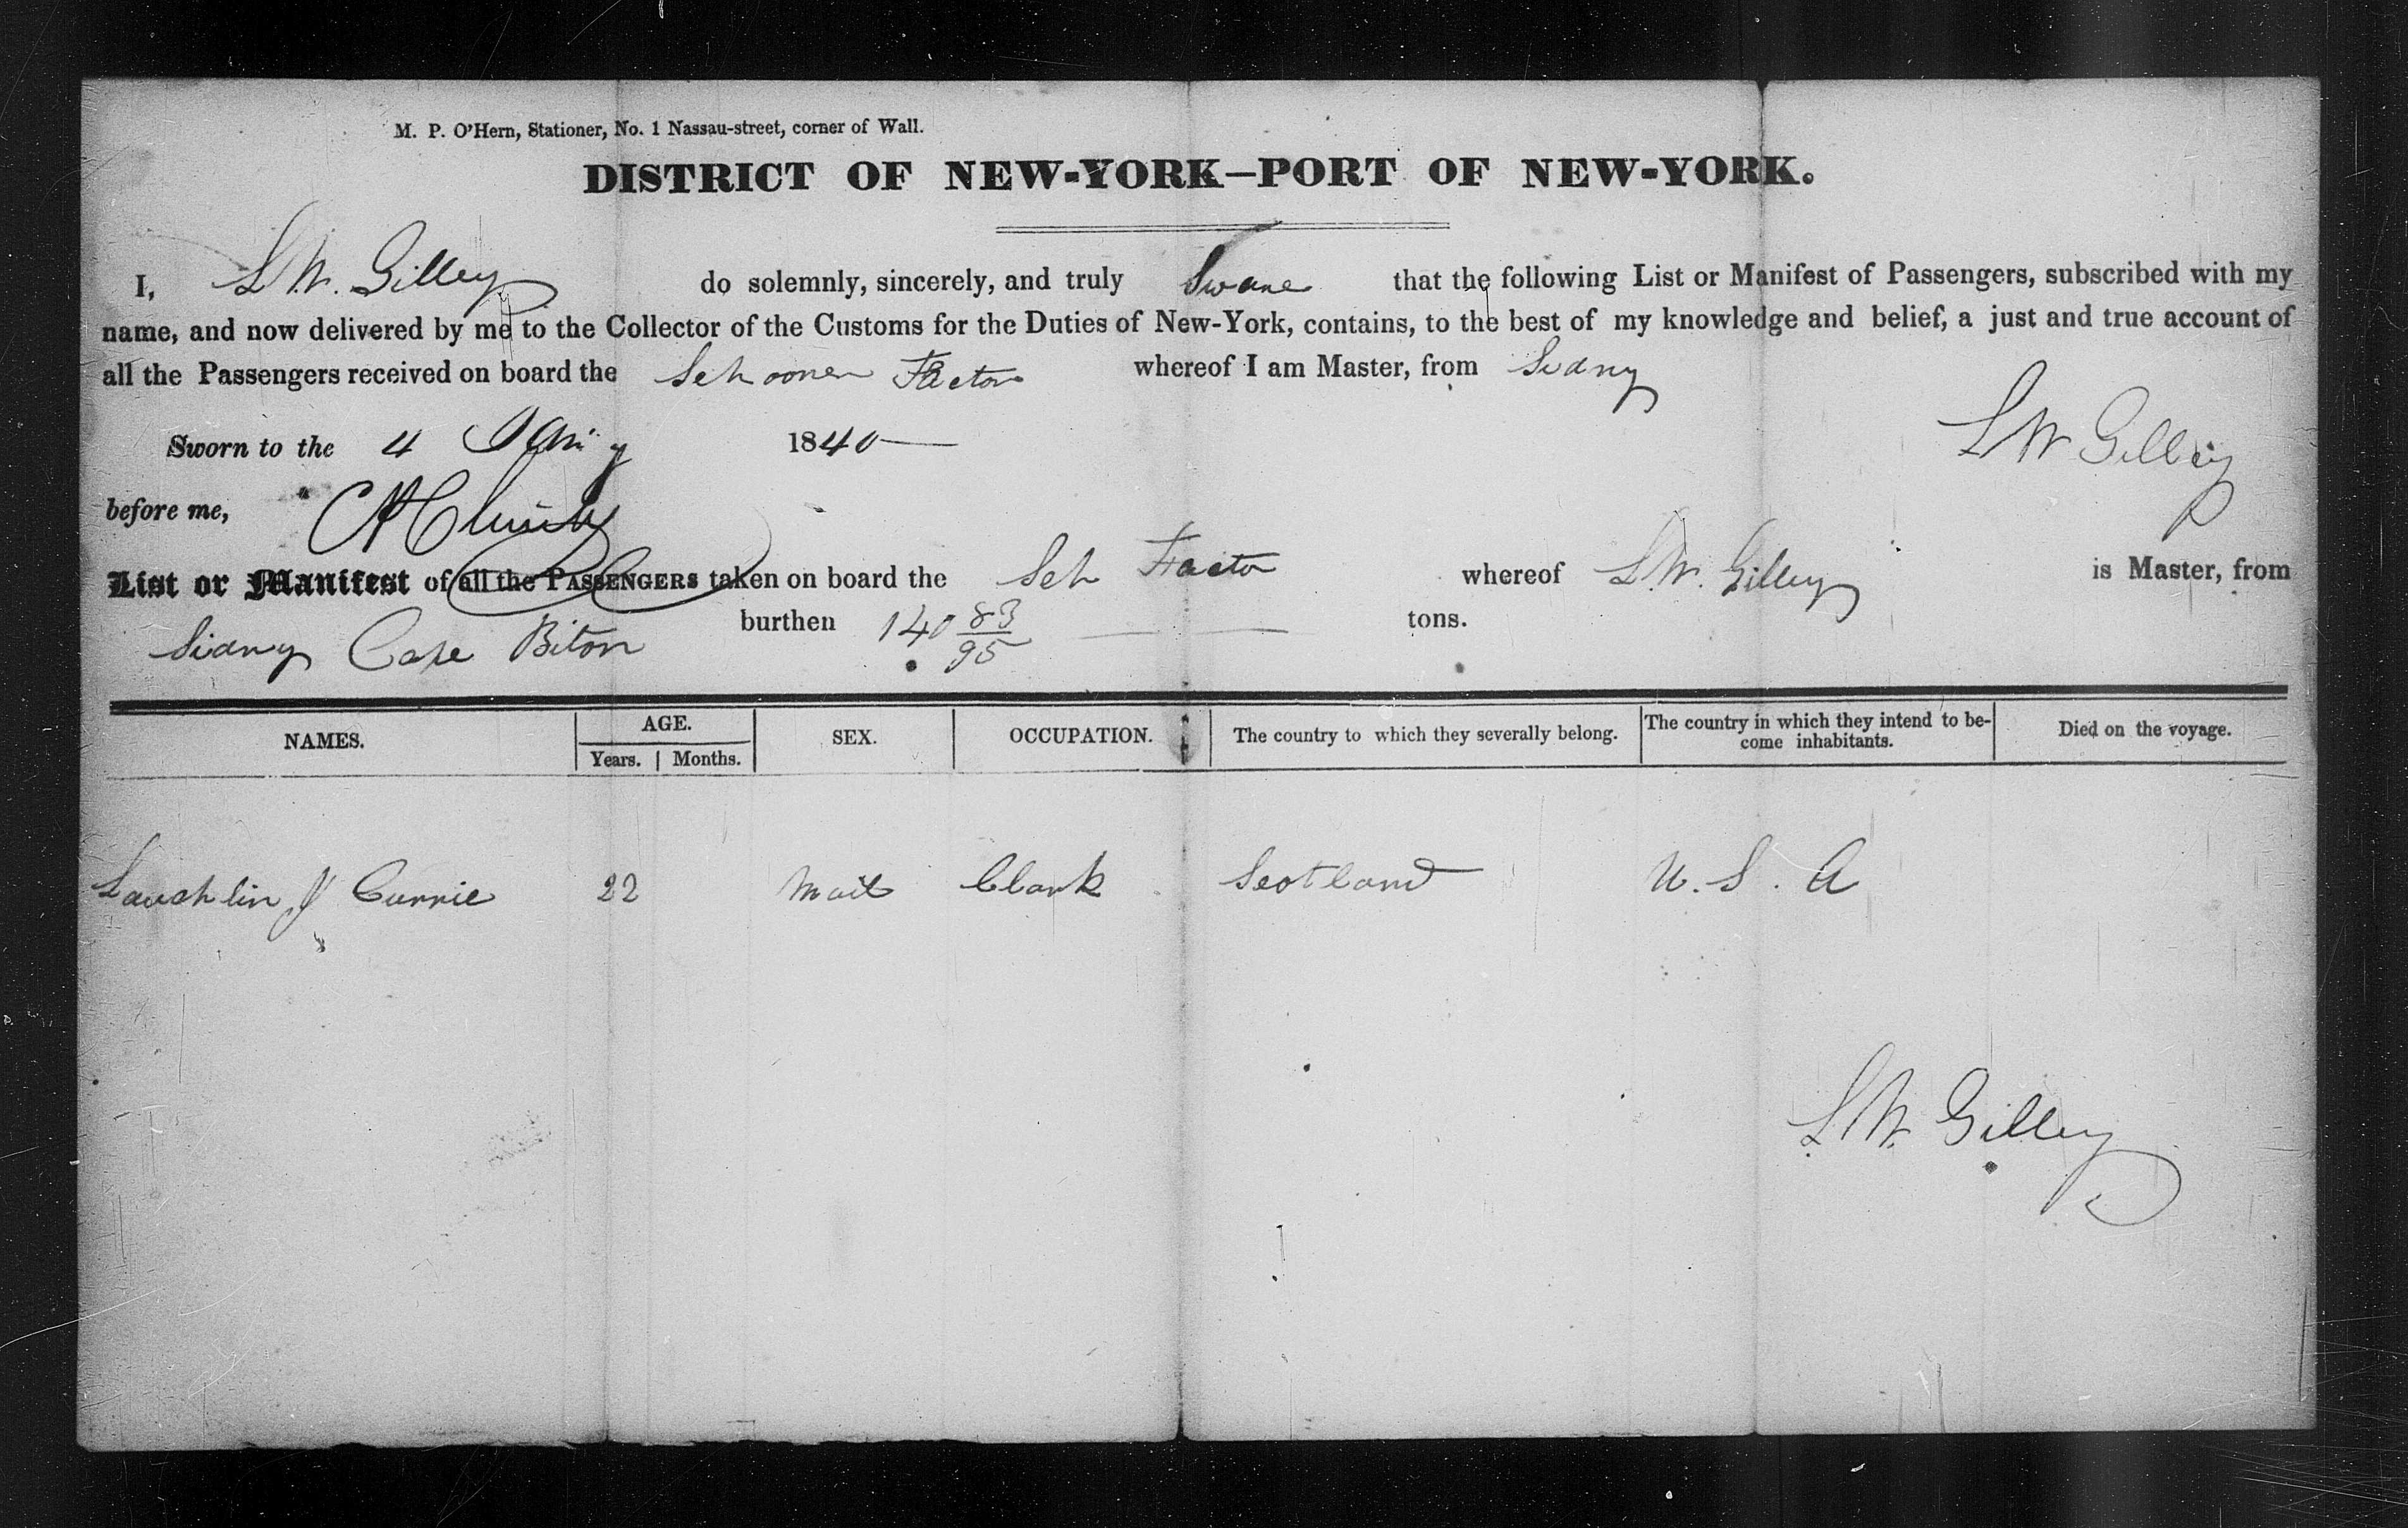 M. P. O'Hern, Stationer, No. 1 Nassau-street, corner of Wall.
DISTRICT OF NEW-YORK—PORT OF NEW-YORK.
I, L.W. Gilley do solemnly, sincerely, and truly Sware that the following List or Manifest of Passengers, subscribed with my
name, and now delivered by me to the Collector of the Customs for the Duties of New-York, contains, to the best of my knowledge and belief, a just and true account of
all the Passengers received on board the Schooner Factor whereof I am Master, from Sidny
Sworn to the 4 1840
L W Gilley
before me,
List or Manifest of all the PASSENGERS taken on board the Sch Facto whereof L.W. Gilley is Master, from
Sidny Cape Biton burthen 140 83/95 tons.
NAMES. AGE. SEX. OCCUPATION. The country to which they severally belong. The country in which they intend to be-come inhabitants. Died on the voyage.
Years. Months.
Lauchlin J Currie 22 Mail Clark Scotland U. S. A
L.W. Gilley